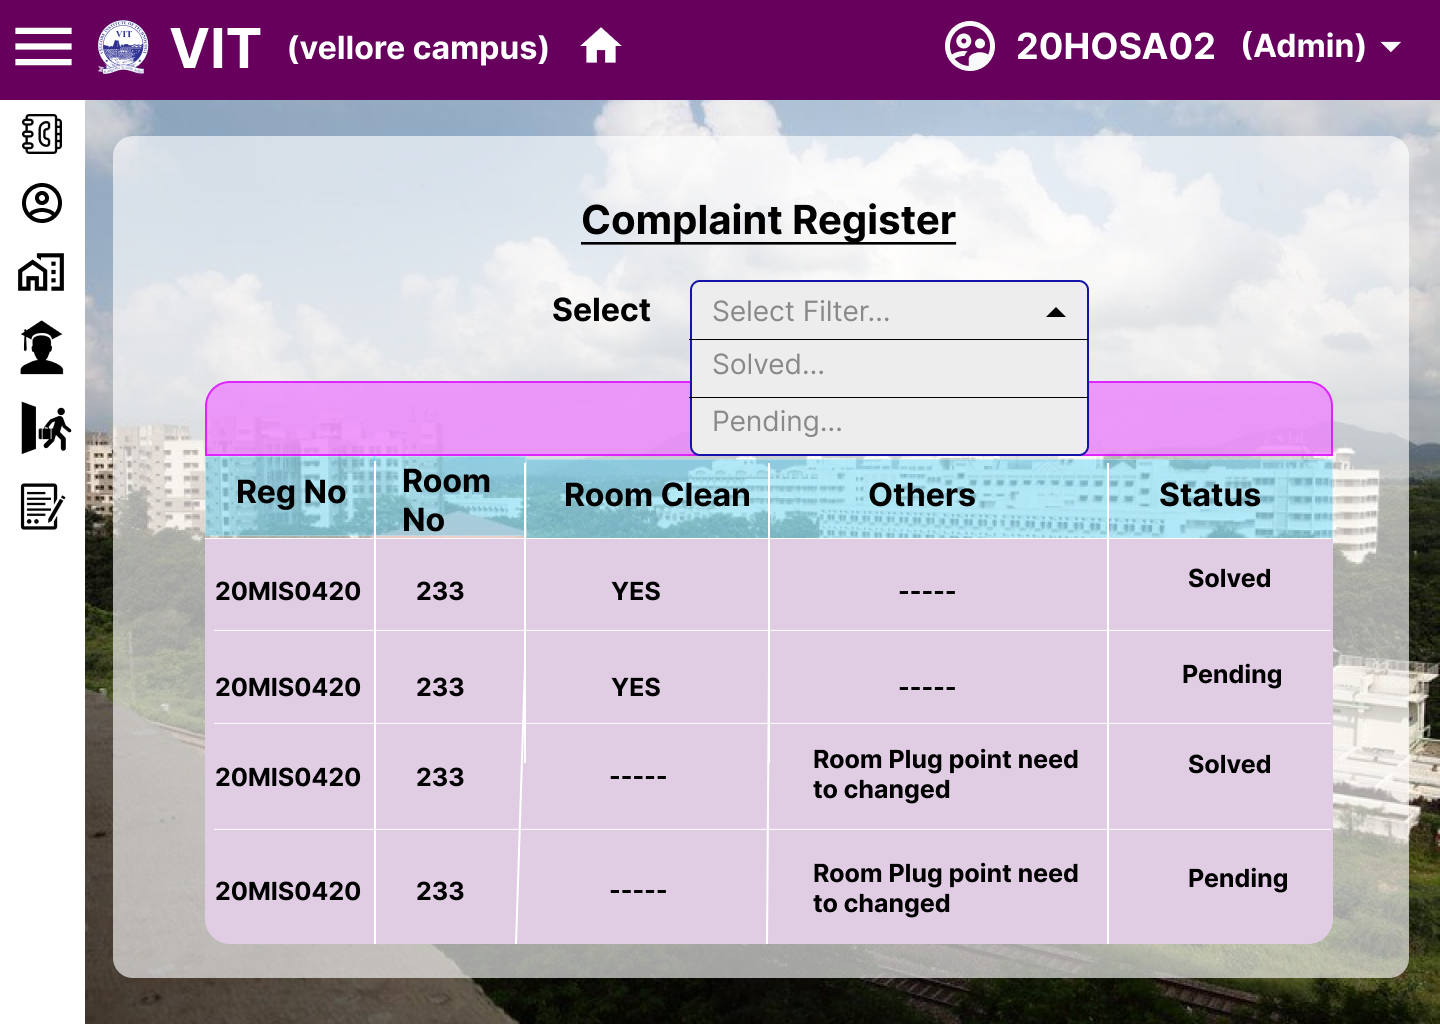 VIT (vellore campus) 20HOSA02 (Admin)
VIT
Complaint Register
Select Select Filter...
Solved...
Pending...
Reg No Room No Room Clean Others Status
20MIS0420 233 YES ----- Solved
20MIS0420 233 YES ----- Pending
20MIS0420 233 ----- Room Plug point need to changed Solved
20MIS0420 233 ----- Room Plug point need to changed Pending